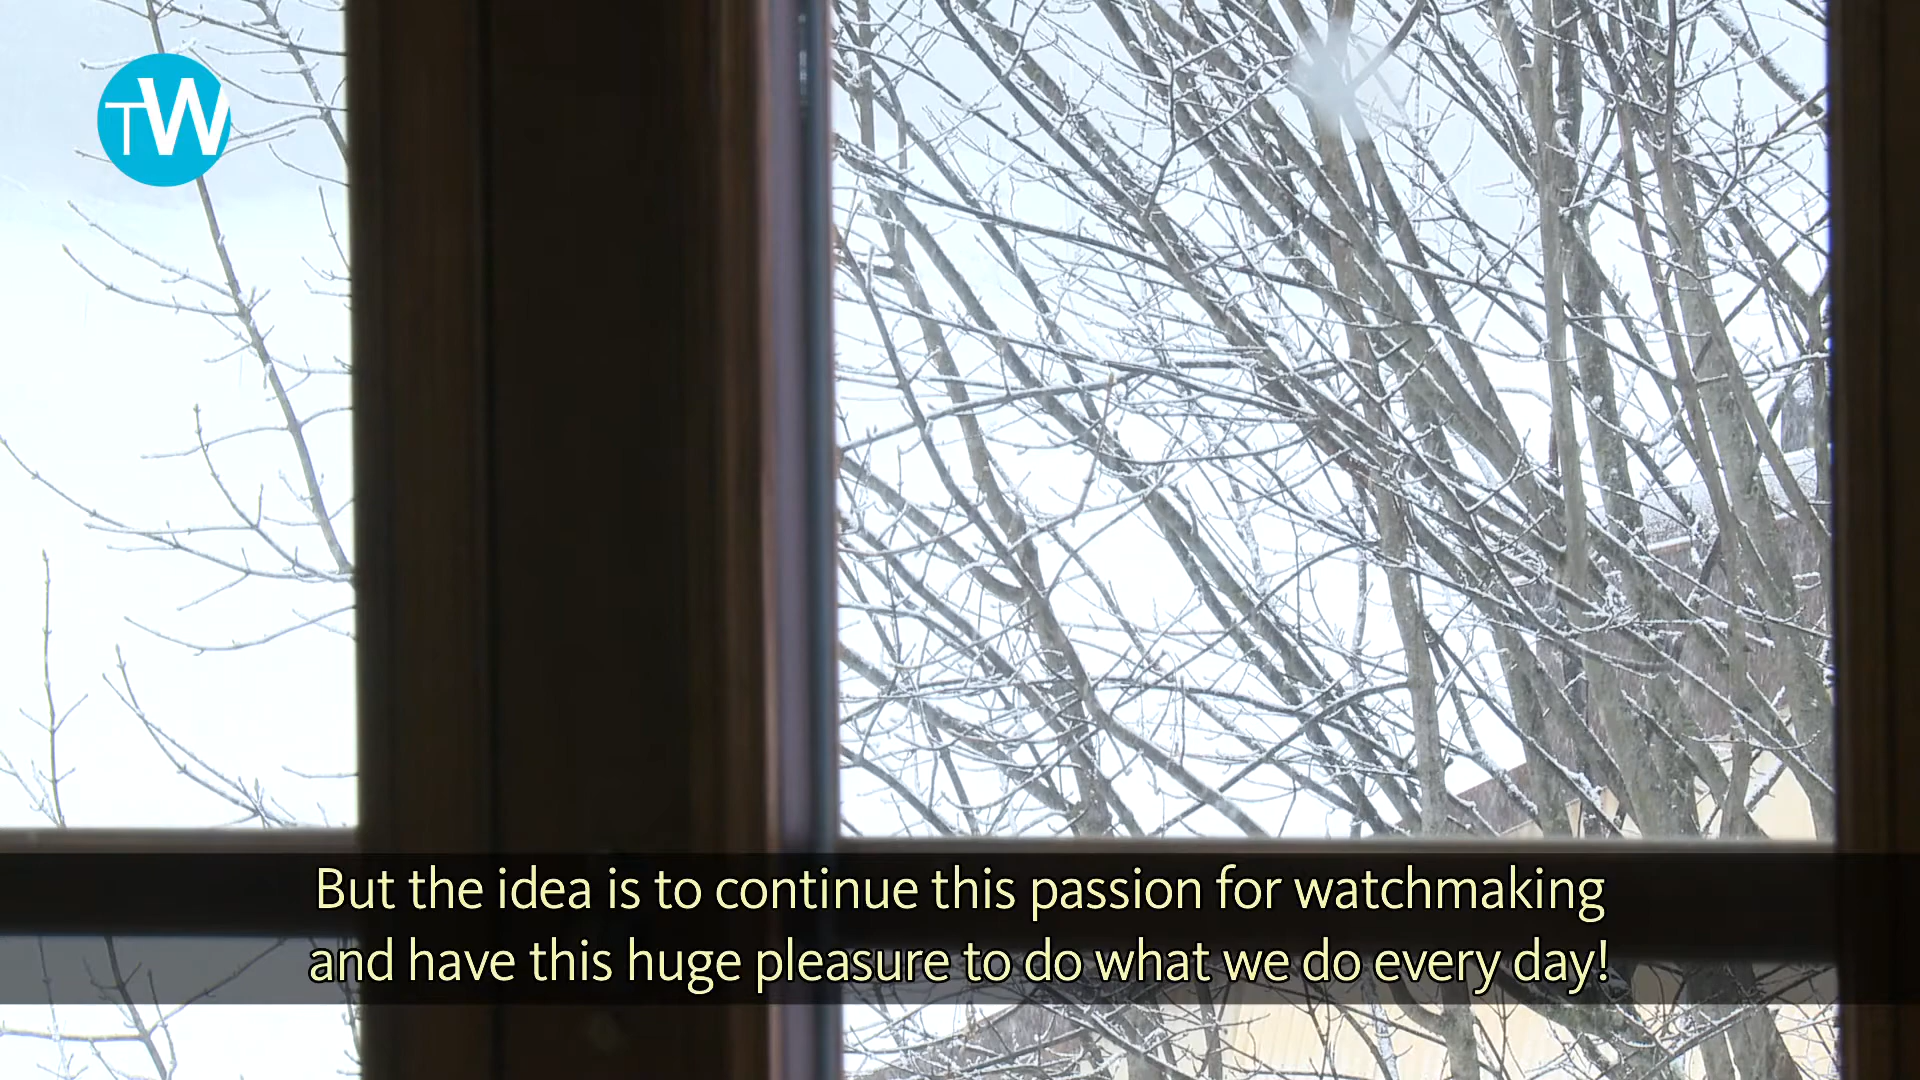 TW
But the idea is to continue this passion for watchmaking
and have this huge pleasure to do what we do every day!